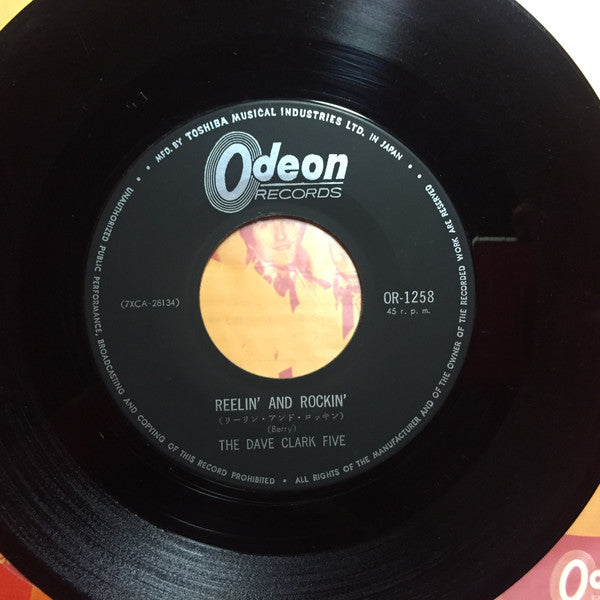 MFD. BY TOSHIBA MUSICAL INDUSTRIES LTD. IN JAPAN
Odeon
RECORDS
(7XCA-28134)
OR-1258
45 r. p. m.
REELIN' AND ROCKIN'
(リーリン・アンド・ロッキン)
(Berry)
THE DAVE CLARK FIVE
UNAUTHORIZED PUBLIC PERFORMANCE, BROADCASTING AND COPYING OF THIS RECORD PROHIBITED • ALL RIGHTS OF THE MANUFACTURER AND OF THE OWNER OF THE RECORDED WORK ARE RESERVED